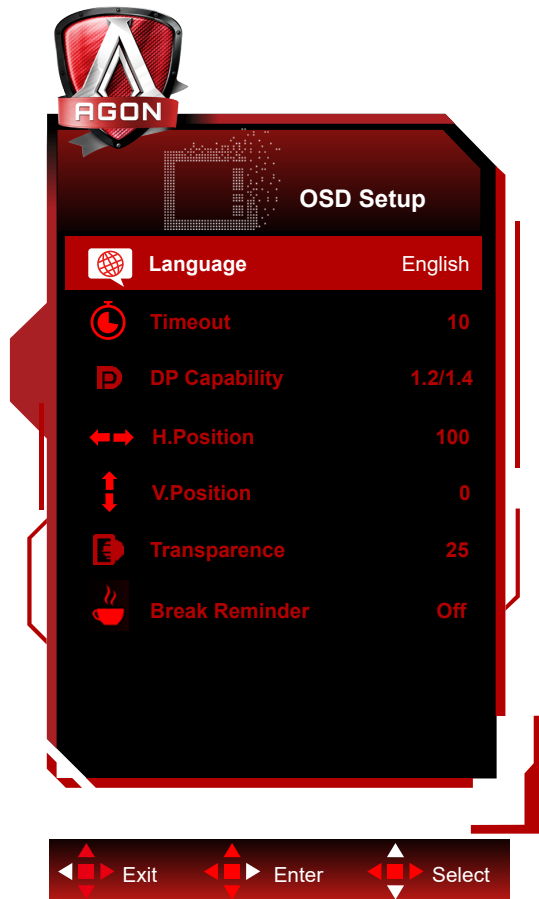 AGON
OSD Setup
Language English
Timeout 10
DP Capability 1.2/1.4
H.Position 100
V.Position 0
Transparence 25
Break Reminder Off
Exit Enter Select